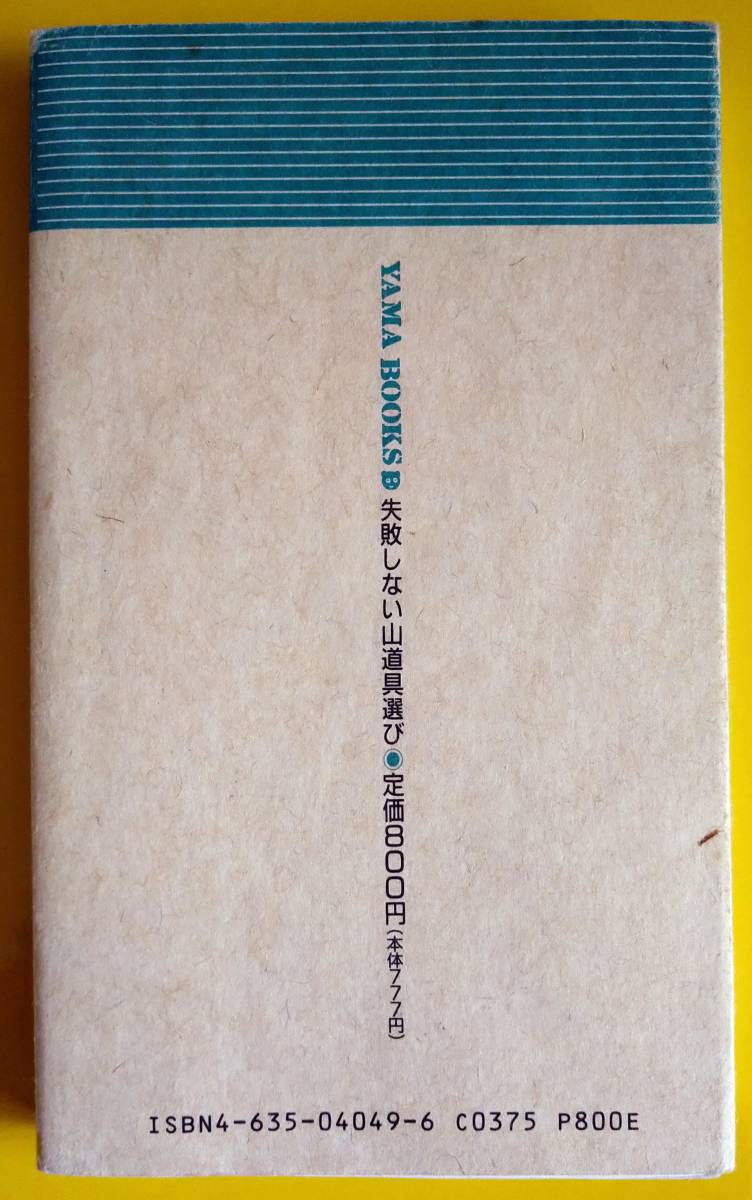 YAMA BOOKS 失敗しない山道具選び◉定価800円(本体777円)
ISBN4-635-04049-6 C0375 P800E